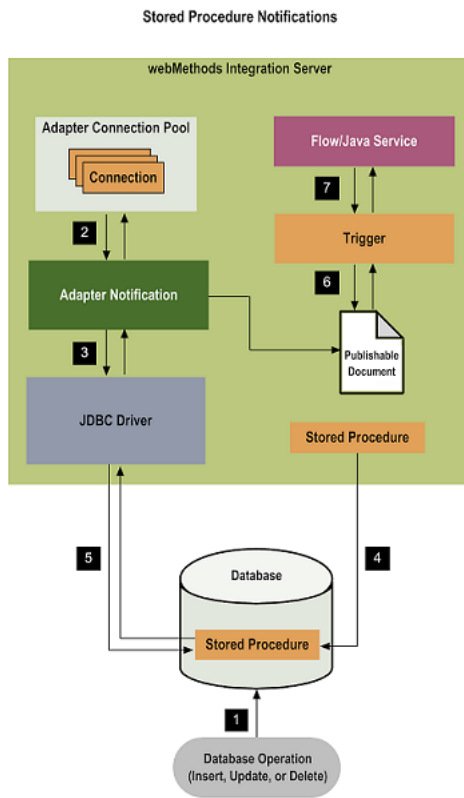 Stored Procedure Notifications
webMethods Integration Server
Adapter Connection Pool
Connection
Flow/Java Service
2
7
Adapter Notification
Trigger
3
6
Publishable
Document
JDBC Driver
Stored Procedure
5
4
Database
Stored Procedure
1
Database Operation
(Insert, Update, or Delete)